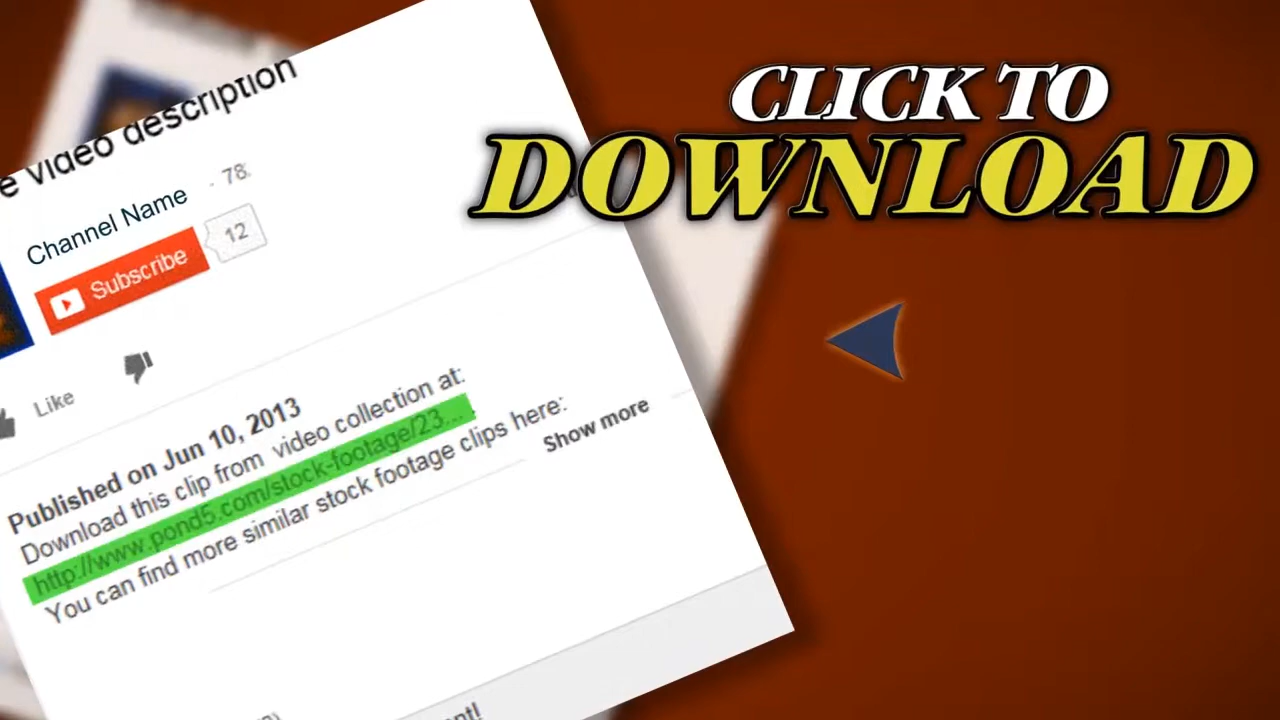 CLICK TO
DOWNLOAD
e video description
Channel Name
78
Subscribe
12
Like
Published on Jun 10, 2013
Download this clip from video collection at:
http://www.pond5.com/stock-footage/23...
You can find more similar stock footage clips here:
Show more